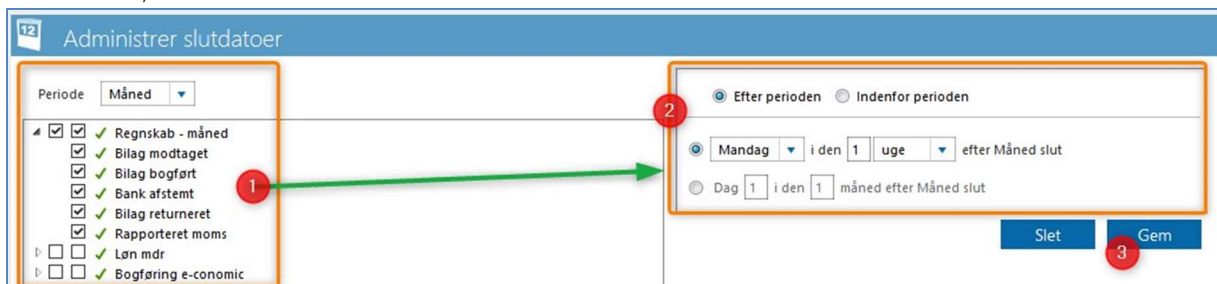 12 Administrer slutdatoer
Periode Måned
Efter perioden Indenfor perioden
2
Regnskab - måned
Bilag modtaget
Bilag bogført
Bank afstemt
Bilag returneret
Rapporteret moms
Løn mdr
Bogføring e-conomic
1
Mandag i den 1 uge efter Måned slut
Dag 1 i den 1 måned efter Måned slut
Slet Gem
3